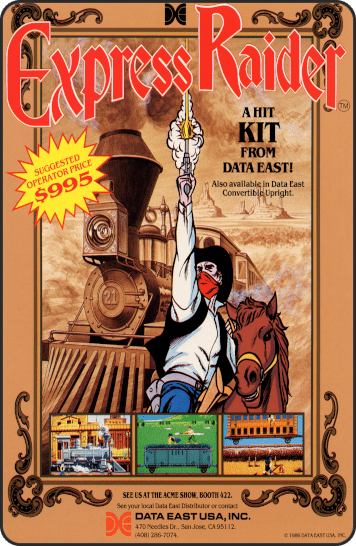 Express Raider
TM
A HIT
KIT
FROM
DATA EAST!
Also available in Data East
Convertible Upright.
SUGGESTED
OPERATOR PRICE
$995.
21
SEE US AT THE ACME SHOW, BOOTH 422.
See your local Data East Distributor or contact
DATA EAST USA, INC.
470 Needles Dr., San Jose, CA 95112.
(408) 286-7074.
© 1986 DATA EAST USA, INC.